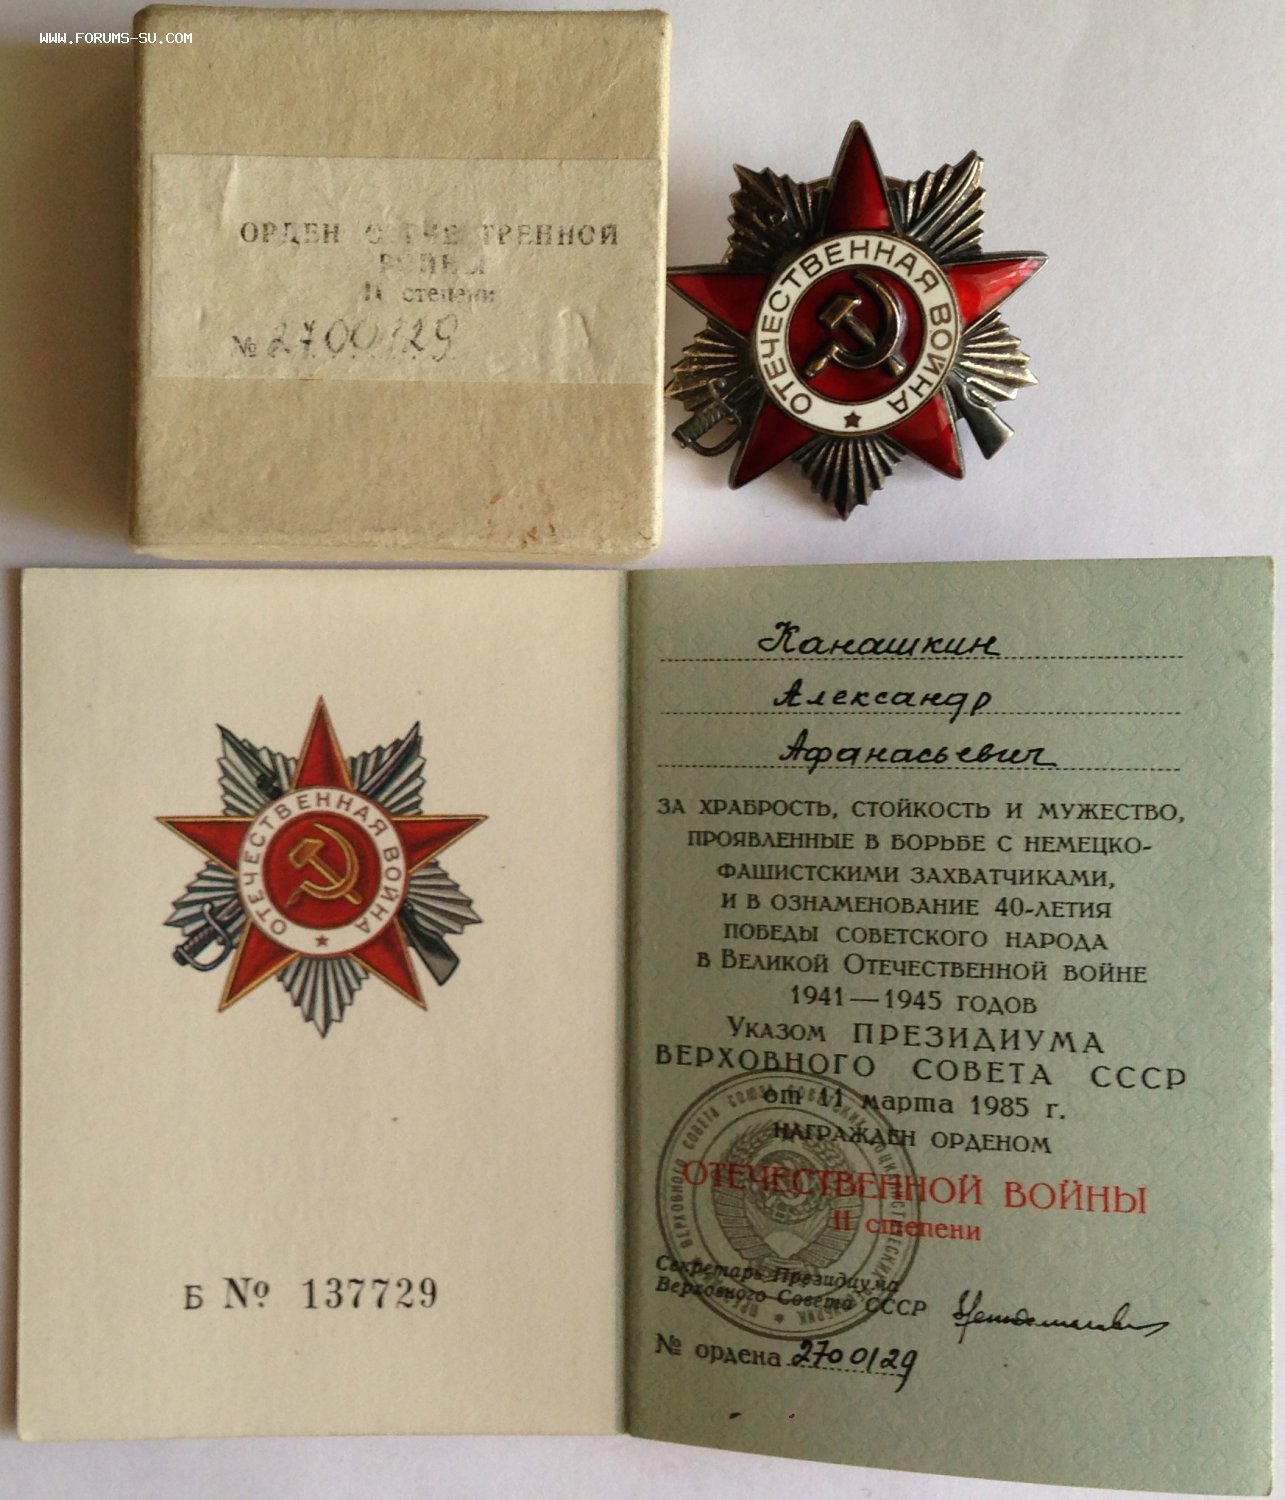 WWW.FORUMS-SU.COM
ОРДЕН ОТЕЧЕСТВЕННОЙ
ВОЙНЫ
II степени
№ 2700129
ОТЕЧЕСТВЕННАЯ ВОЙНА
ОТЕЧЕСТВЕННАЯ ВОЙНА
Б № 137729
Канашкин
Александр
Афанасьевич
ЗА ХРАБРОСТЬ, СТОЙКОСТЬ И МУЖЕСТВО,
ПРОЯВЛЕННЫЕ В БОРЬБЕ С НЕМЕЦКО-
ФАШИСТСКИМИ ЗАХВАТЧИКАМИ,
И В ОЗНАМЕНОВАНИЕ 40-ЛЕТИЯ
ПОБЕДЫ СОВЕТСКОГО НАРОДА
В ВЕЛИКОЙ ОТЕЧЕСТВЕННОЙ ВОЙНЕ
1941—1945 ГОДОВ
УКАЗОМ ПРЕЗИДИУМА
ВЕРХОВНОГО СОВЕТА СССР
от 11 марта 1985 г.
НАГРАЖДЕН ОРДЕНОМ
ОТЕЧЕСТВЕННОЙ ВОЙНЫ
II степени
Секретарь Президиума
Верховного Совета СССР
№ ордена 2700129